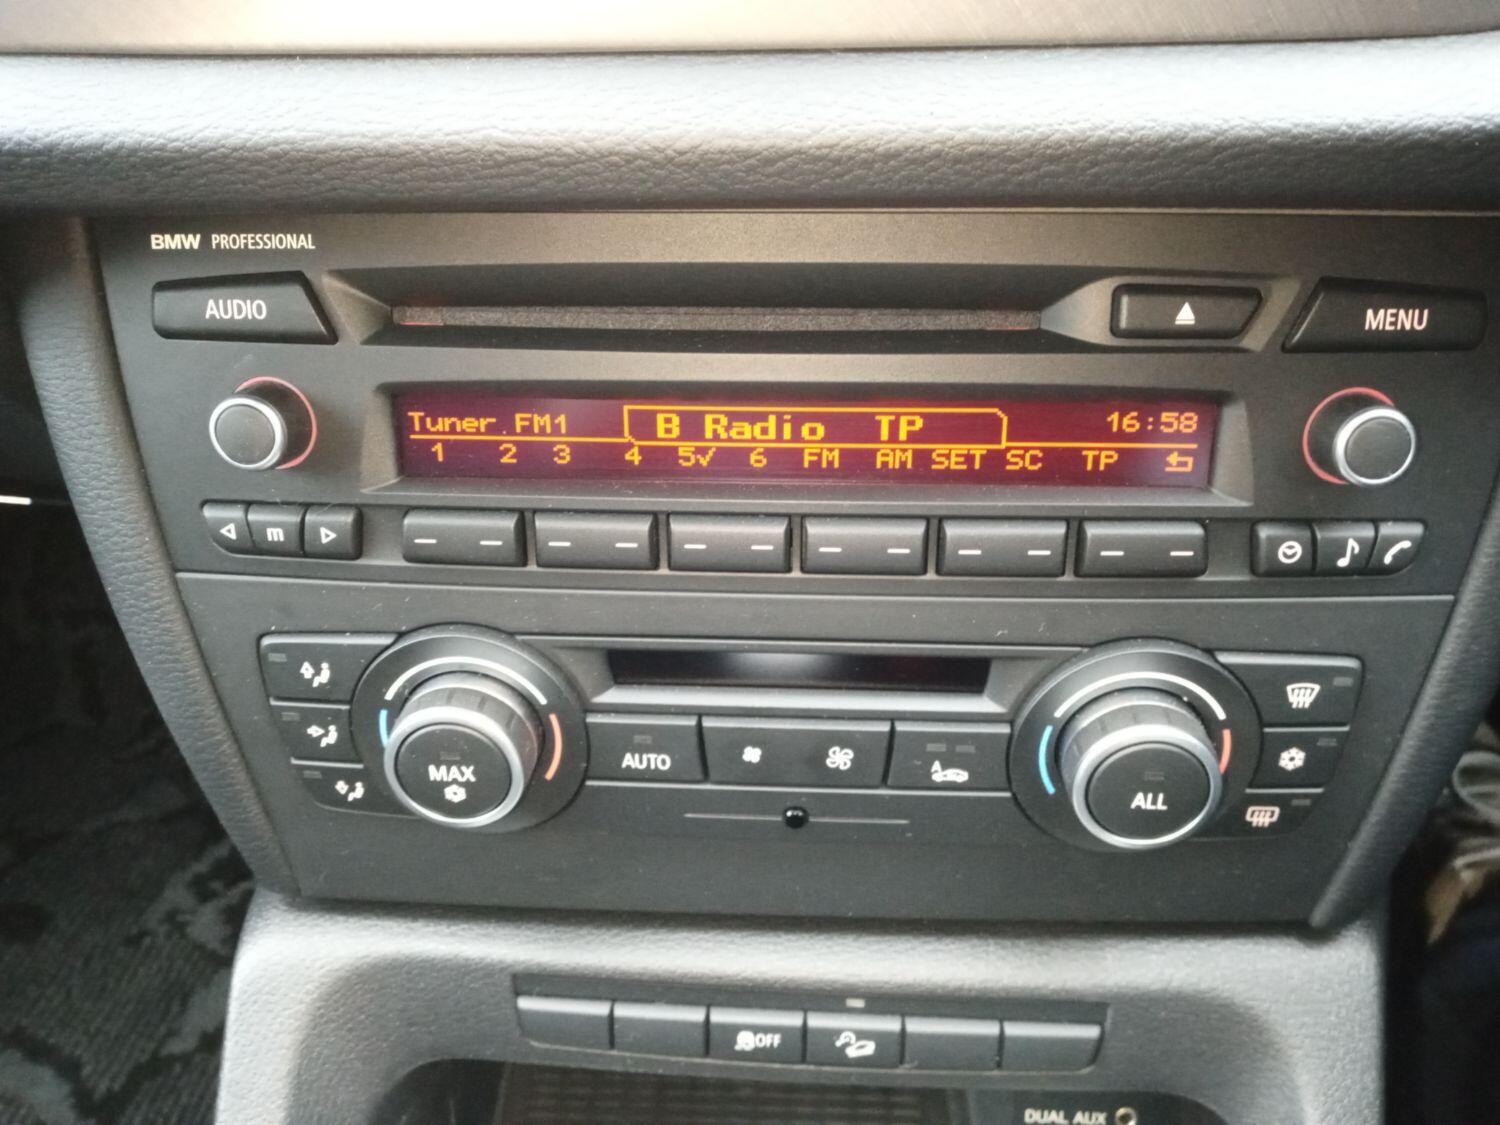 BMW PROFESSIONAL
AUDIO
MENU
Tuner FM1 B Radio TP 16:58
1 2 3 4 5✓ 6 FM AM SET SC TP
m
MAX
AUTO
A
ALL
OFF
DUAL AUX